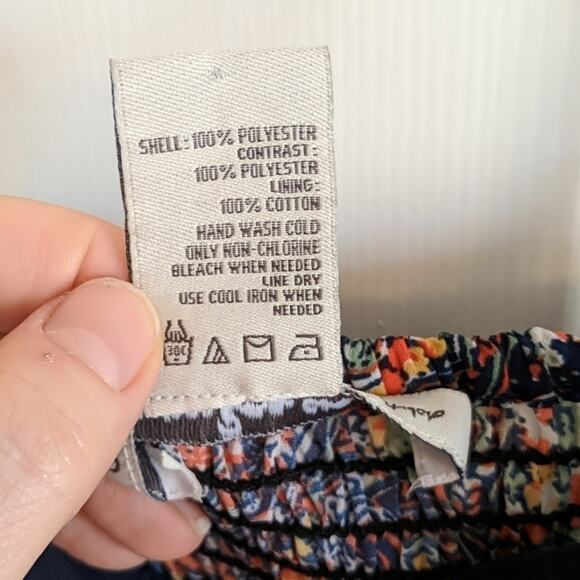 SHELL: 100% POLYESTER
CONTRAST:
100% POLYESTER
LINING:
100% COTTON
HAND WASH COLD
ONLY NON-CHLORINE
BLEACH WHEN NEEDED
LINE DRY
USE COOL IRON WHEN
NEEDED
30C